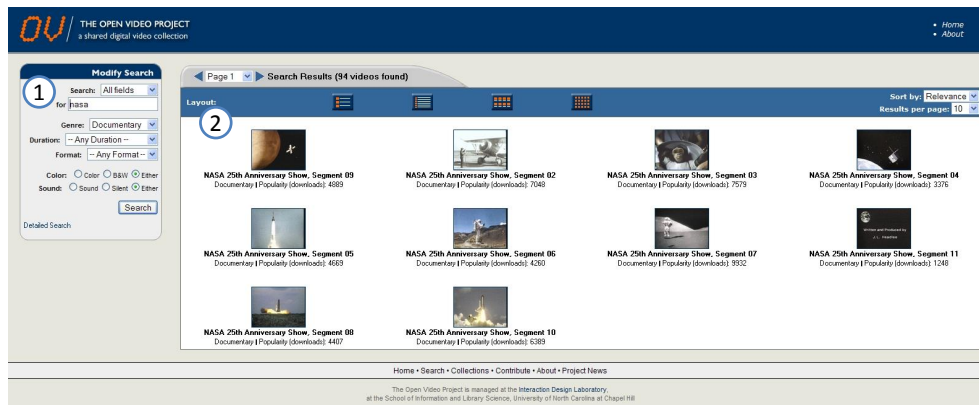 OV THE OPEN VIDEO PROJECT
a shared digital video collection
• Home
• About
Modify Search
1
Search: All fields
for nasa
Genre: Documentary
Duration: -- Any Duration --
Format: -- Any Format --
Color: Color B&W Either
Sound: Sound Silent Either
Search
Detailed Search
Page 1 Search Results (94 videos found)
Layout:
2
Sort by: Relevance
Results per page: 10
NASA 25th Anniversary Show, Segment 09
Documentary | Popularity (downloads): 4889
NASA 25th Anniversary Show, Segment 02
Documentary | Popularity (downloads): 7048
NASA 25th Anniversary Show, Segment 03
Documentary | Popularity (downloads): 7579
NASA 25th Anniversary Show, Segment 04
Documentary | Popularity (downloads): 3376
NASA 25th Anniversary Show, Segment 05
Documentary | Popularity (downloads): 4669
NASA 25th Anniversary Show, Segment 06
Documentary | Popularity (downloads): 4260
NASA 25th Anniversary Show, Segment 07
Documentary | Popularity (downloads): 9932
Written and Produced by
NASA 25th Anniversary Show, Segment 11
Documentary | Popularity (downloads): 1248
NASA 25th Anniversary Show, Segment 08
Documentary | Popularity (downloads): 4407
NASA 25th Anniversary Show, Segment 10
Documentary | Popularity (downloads): 6389
Home • Search • Collections • Contribute • About • Project News
The Open Video Project is managed at the Interaction Design Laboratory,
at the School of Information and Library Science, University of North Carolina at Chapel Hill